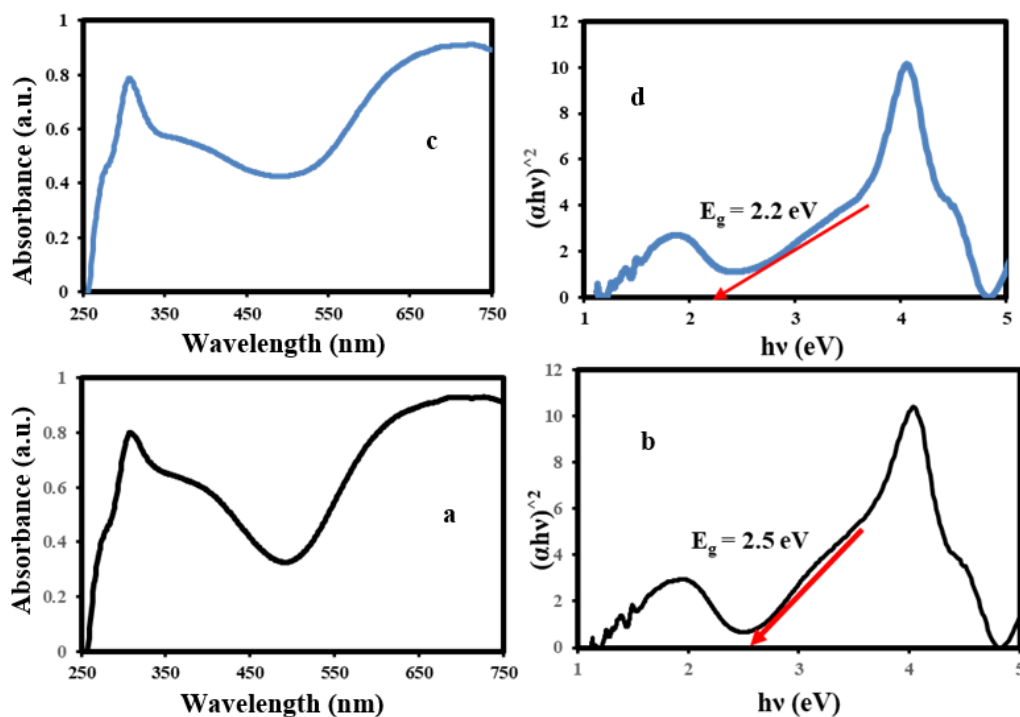 Absorbance (a.u.)
1
0.8
0.6
0.4
0.2
0
250 350 450 550 650 750
Wavelength (nm)
c
(αhν)^2
12
10
8
6
4
2
0
1 2 3 4 5
hν (eV)
d
E_g = 2.2 eV
Absorbance (a.u.)
1
0.8
0.6
0.4
0.2
0
250 350 450 550 650 750
Wavelength (nm)
a
(αhν)^2
12
10
8
6
4
2
0
1 2 3 4 5
hν (eV)
b
E_g = 2.5 eV